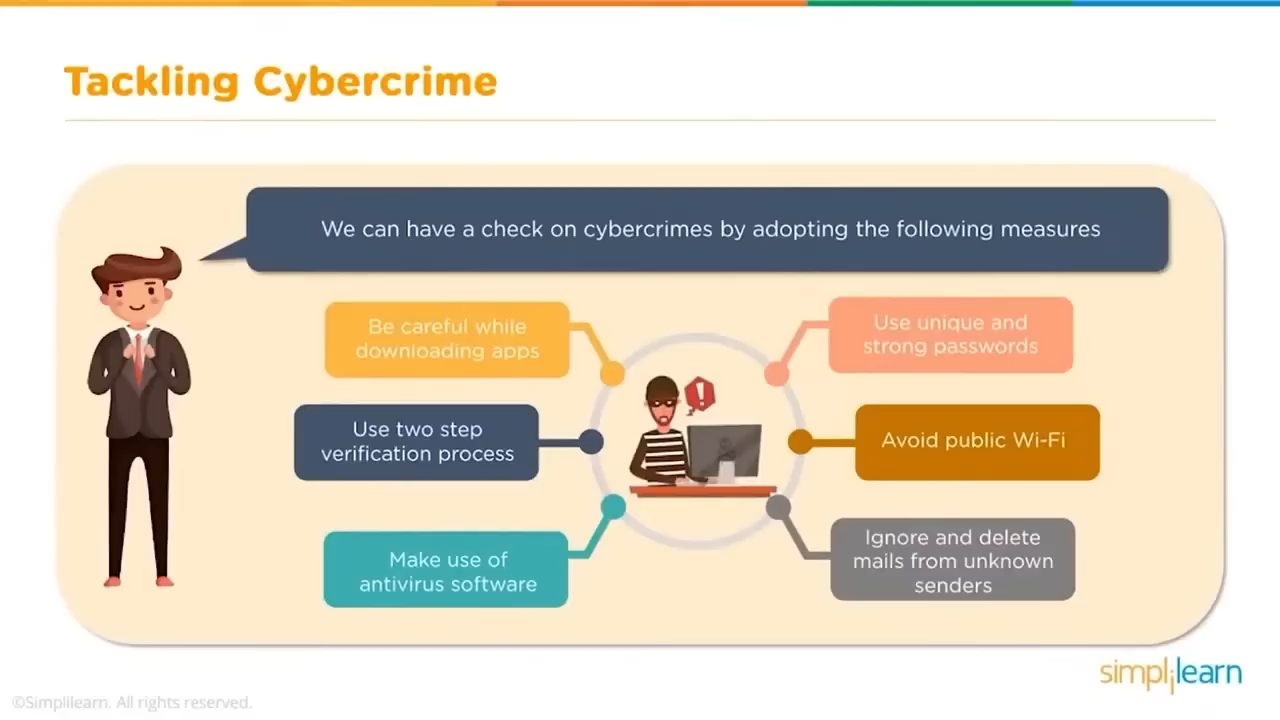 Tackling Cybercrime
We can have a check on cybercrimes by adopting the following measures
Be careful while
downloading apps
Use unique and
strong passwords
Use two step
verification process
Avoid public Wi-Fi
Make use of
antivirus software
Ignore and delete
mails from unknown
senders
simplilearn
©Simplilearn. All rights reserved.